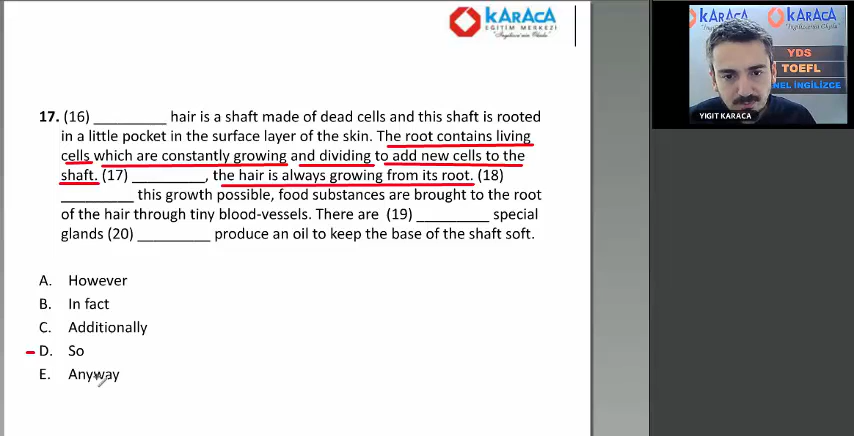 kARAcA
EĞİTİM MERKEZİ
kARAcA
kARAcA
YDS
TOEFL
NEL İNGİLİZCE
YIGIT KARACA
17. (16) _________ hair is a shaft made of dead cells and this shaft is rooted
in a little pocket in the surface layer of the skin. The root contains living
cells which are constantly growing and dividing to add new cells to the
shaft. (17) _________, the hair is always growing from its root. (18)
_________ this growth possible, food substances are brought to the root
of the hair through tiny blood-vessels. There are (19) _________ special
glands (20) _________ produce an oil to keep the base of the shaft soft.
A. However
B. In fact
C. Additionally
D. So
E. Anyway